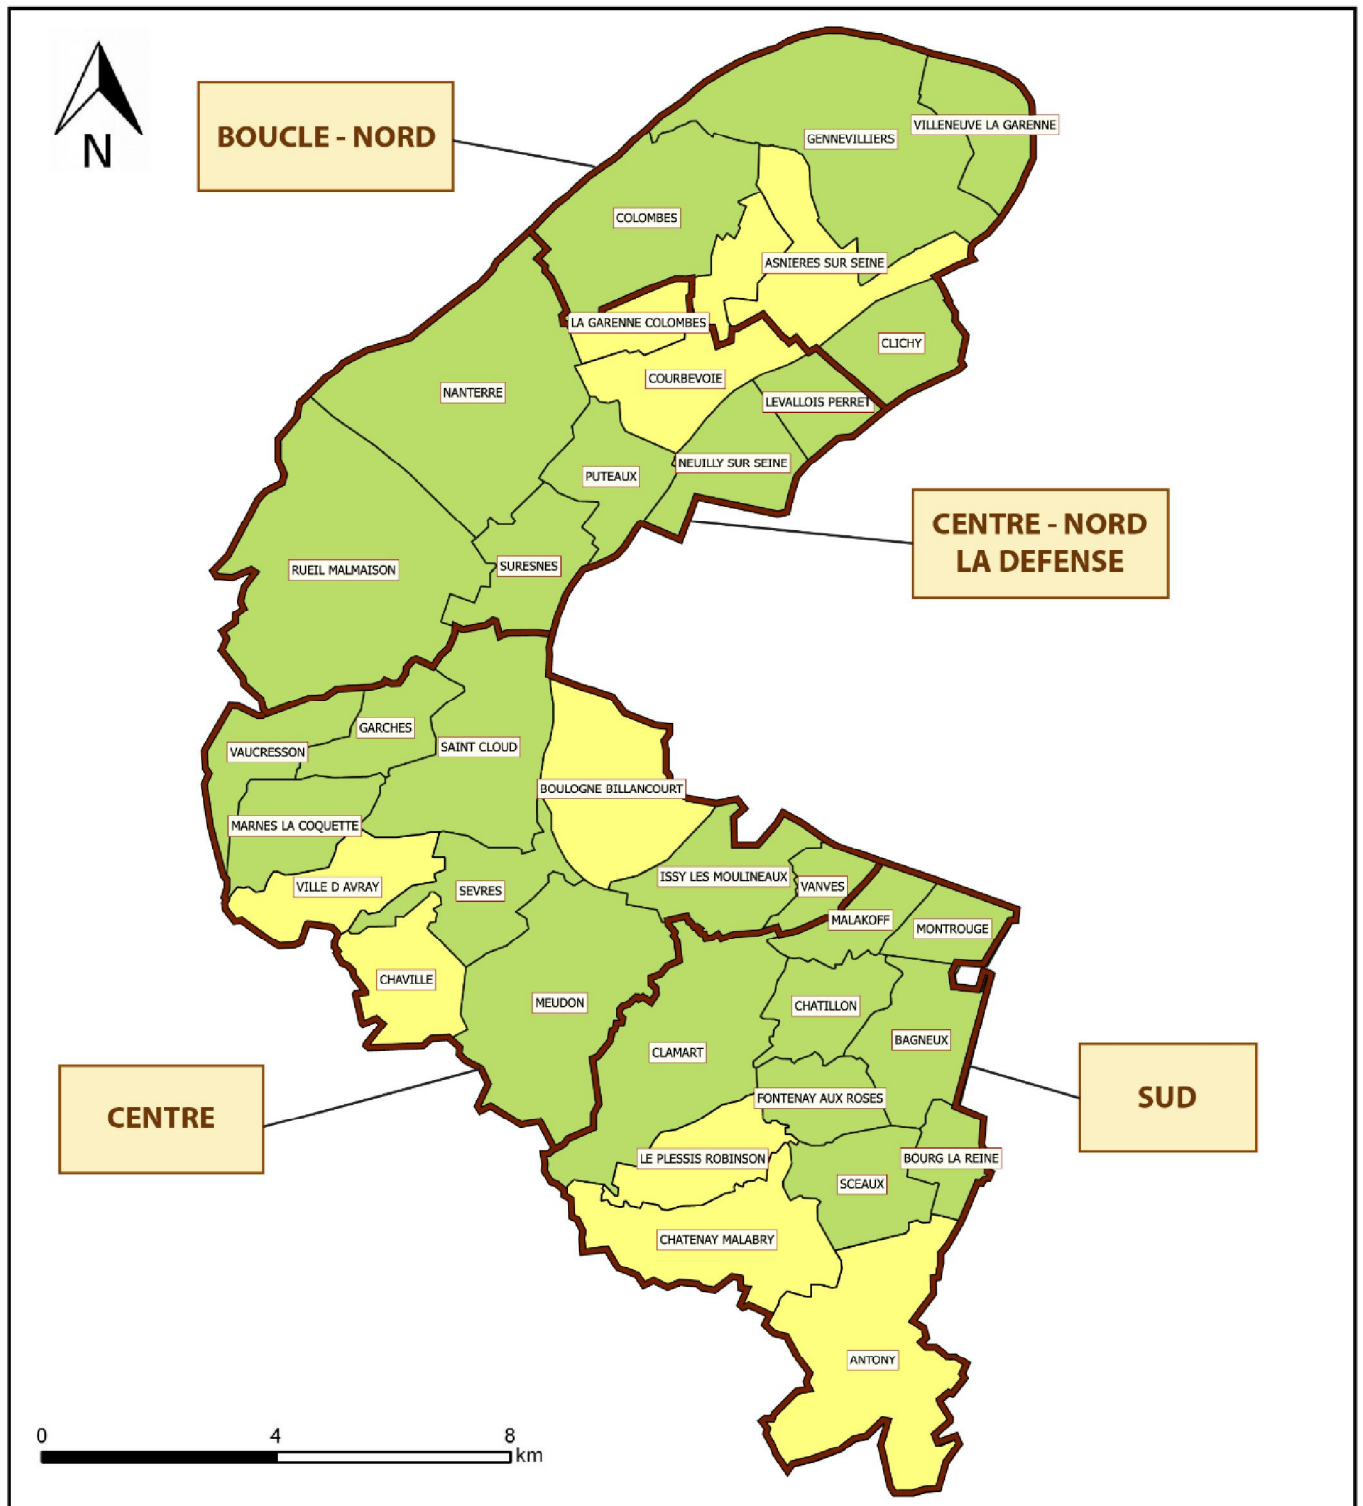 N
BOUCLE - NORD
VILLENEUVE LA GARENNE
GENNEVILLIERS
COLOMBES
ASNIERES SUR SEINE
LA GARENNE COLOMBES
CLICHY
COURBEVOIE
NANTERRE
LEVALLOIS PERRET
NEUILLY SUR SEINE
PUTEAUX
CENTRE - NORD
LA DEFENSE
SURESNES
RUEIL MALMAISON
GARCHES
SAINT CLOUD
VAUCRESSON
BOULOGNE BILLANCOURT
MARNES LA COQUETTE
ISSY LES MOULINEAUX
VANVES
VILLE D AVRAY
SEVRES
MALAKOFF
MONTROUGE
CHAVILLE
MEUDON
CHATILLON
BAGNEUX
CLAMART
SUD
FONTENAY AUX ROSES
CENTRE
LE PLESSIS ROBINSON
BOURG LA REINE
SCEAUX
CHATENAY MALABRY
ANTONY
0 4 8
km